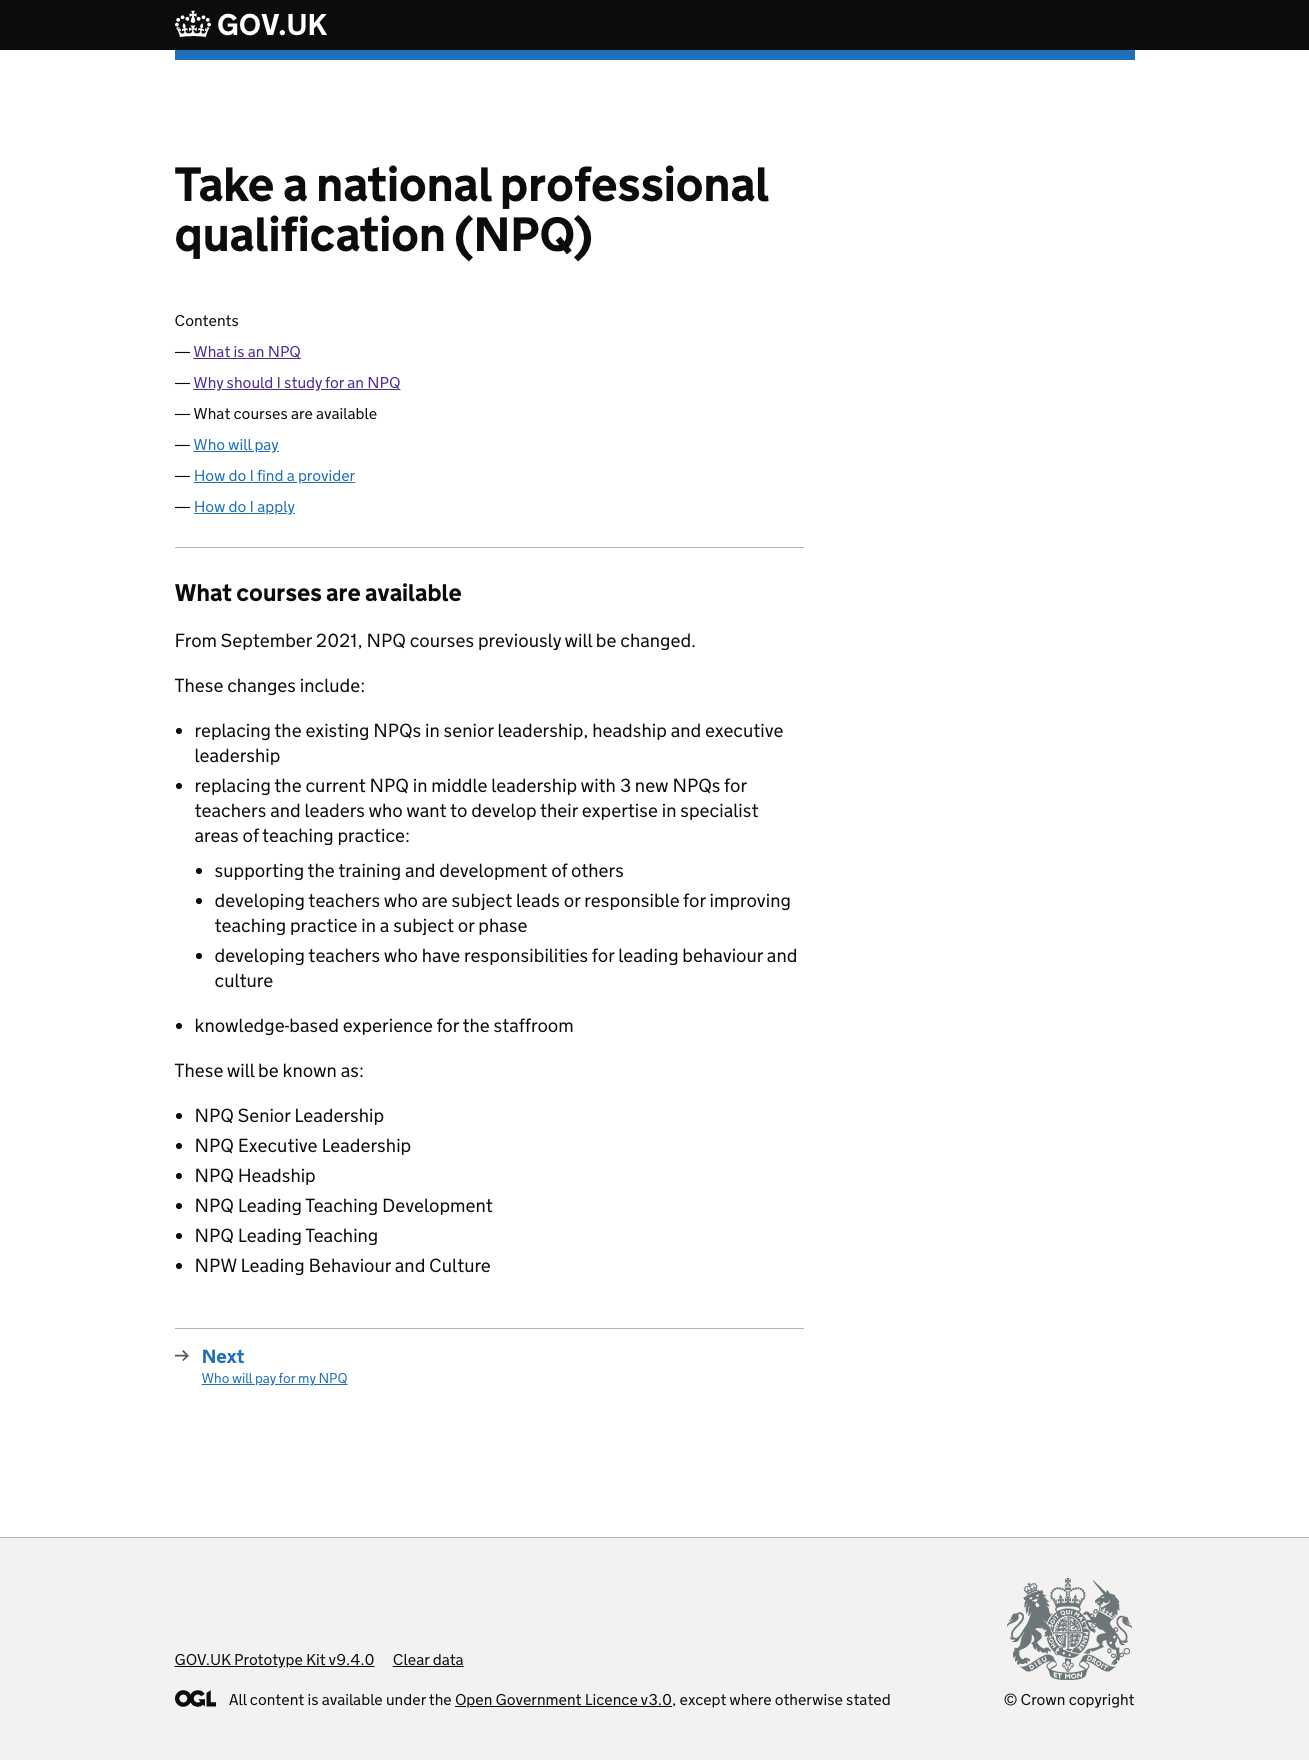 GOV.UK
Take a national professional
qualification (NPQ)
Contents
— What is an NPQ
— Why should I study for an NPQ
— What courses are available
— Who will pay
— How do I find a provider
— How do I apply
What courses are available
From September 2021, NPQ courses previously will be changed.
These changes include:
• replacing the existing NPQs in senior leadership, headship and executive
leadership
• replacing the current NPQ in middle leadership with 3 new NPQs for
teachers and leaders who want to develop their expertise in specialist
areas of teaching practice:
• supporting the training and development of others
• developing teachers who are subject leads or responsible for improving
teaching practice in a subject or phase
• developing teachers who have responsibilities for leading behaviour and
culture
• knowledge-based experience for the staffroom
These will be known as:
• NPQ Senior Leadership
• NPQ Executive Leadership
• NPQ Headship
• NPQ Leading Teaching Development
• NPQ Leading Teaching
• NPW Leading Behaviour and Culture
→ Next
Who will pay for my NPQ
GOV.UK Prototype Kit v9.4.0 Clear data
OGL All content is available under the Open Government Licence v3.0, except where otherwise stated
DIEU ET MON DROIT
© Crown copyright